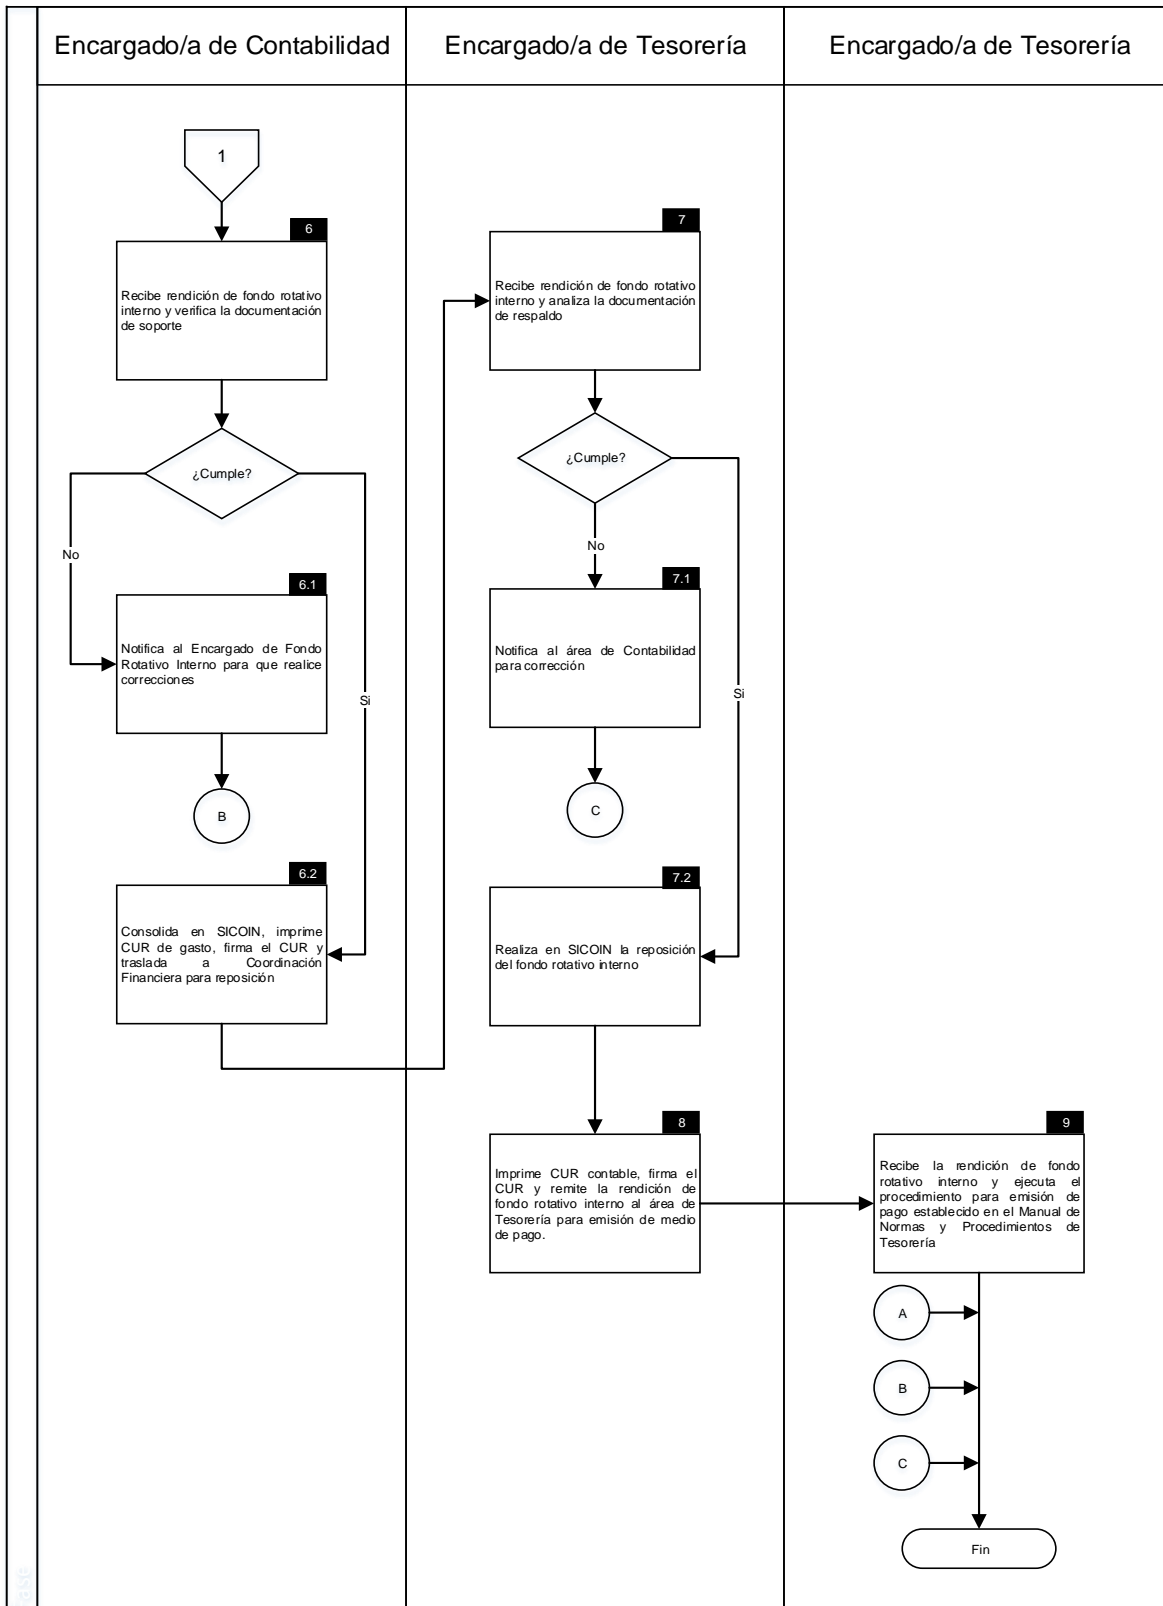 Encargado/a de Contabilidad
Encargado/a de Tesorería
Encargado/a de Tesorería
1
6
Recibe rendición de fondo rotativo
interno y verifica la documentación
de soporte
¿Cumple?
No
Si
6.1
Notifica al Encargado de Fondo
Rotativo Interno para que realice
correcciones
B
6.2
Consolida en SICOIN, imprime
CUR de gasto, firma el CUR y
traslada a Coordinación
Financiera para reposición
7
Recibe rendición de fondo rotativo
interno y analiza la documentación
de respaldo
¿Cumple?
No
Si
7.1
Notifica al área de Contabilidad
para corrección
C
7.2
Realiza en SICOIN la reposición
del fondo rotativo interno
8
Imprime CUR contable, firma el
CUR y remite la rendición de
fondo rotativo interno al área de
Tesorería para emisión de medio
de pago.
9
Recibe la rendición de fondo
rotativo interno y ejecuta el
procedimiento para emisión de
pago establecido en el Manual de
Normas y Procedimientos de
Tesorería
A
B
C
Fin